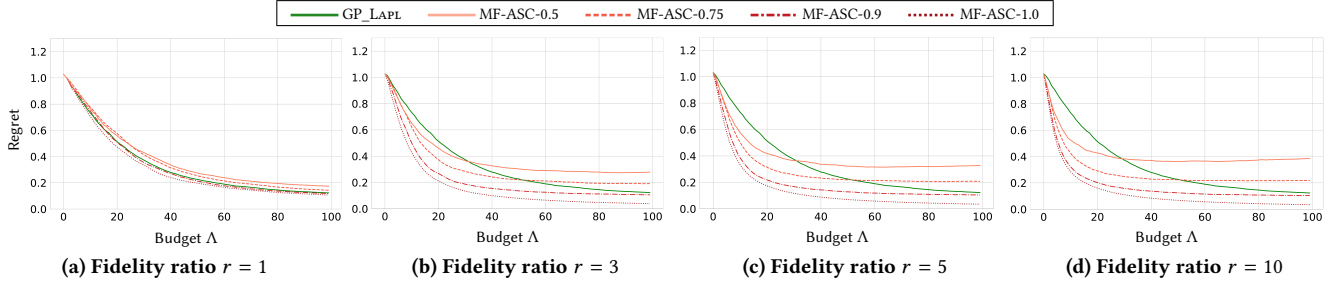 GP_LAPL MF-ASC-0.5 MF-ASC-0.75 MF-ASC-0.9 MF-ASC-1.0
Regret
1.2
1.0
0.8
0.6
0.4
0.2
0.0
0 20 40 60 80 100
Budget Λ
(a) Fidelity ratio r = 1
1.2
1.0
0.8
0.6
0.4
0.2
0.0
0 20 40 60 80 100
Budget Λ
(b) Fidelity ratio r = 3
1.2
1.0
0.8
0.6
0.4
0.2
0.0
0 20 40 60 80 100
Budget Λ
(c) Fidelity ratio r = 5
1.2
1.0
0.8
0.6
0.4
0.2
0.0
0 20 40 60 80 100
Budget Λ
(d) Fidelity ratio r = 10